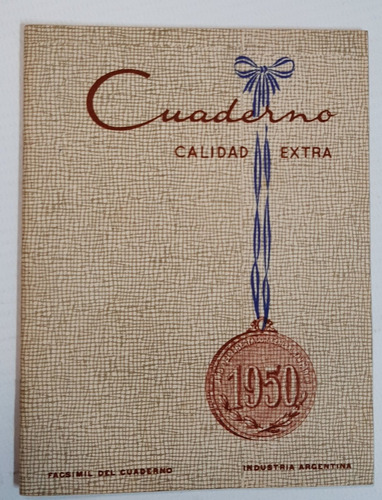 Cuaderno
CALIDAD EXTRA
1950
FACSIMIL DEL CUADERNO INDUSTRIA ARGENTINA